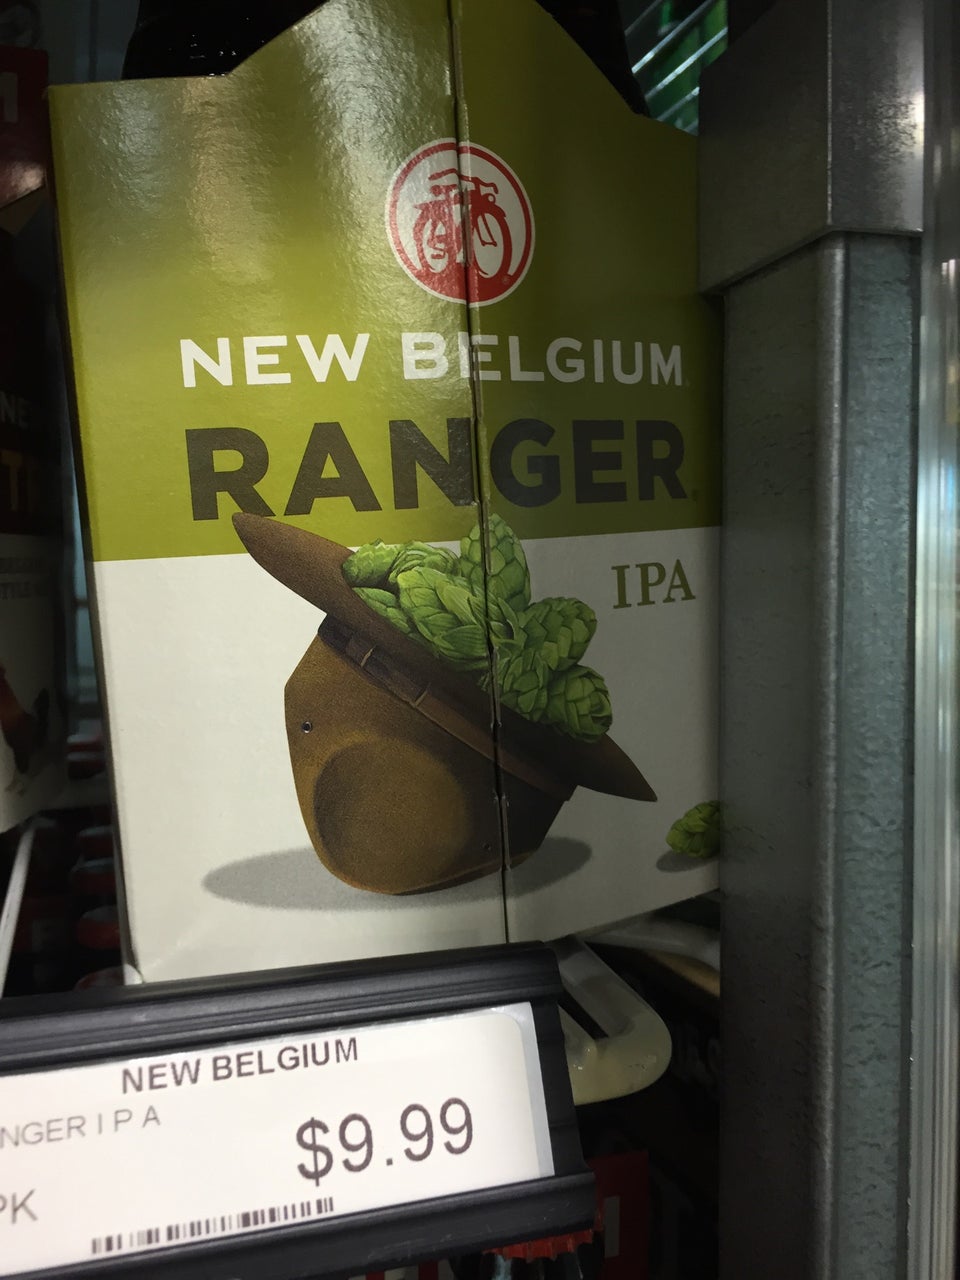 NEW BELGIUM
RANGER
IPA
NEW BELGIUM
NGER I P A
$9.99
PK